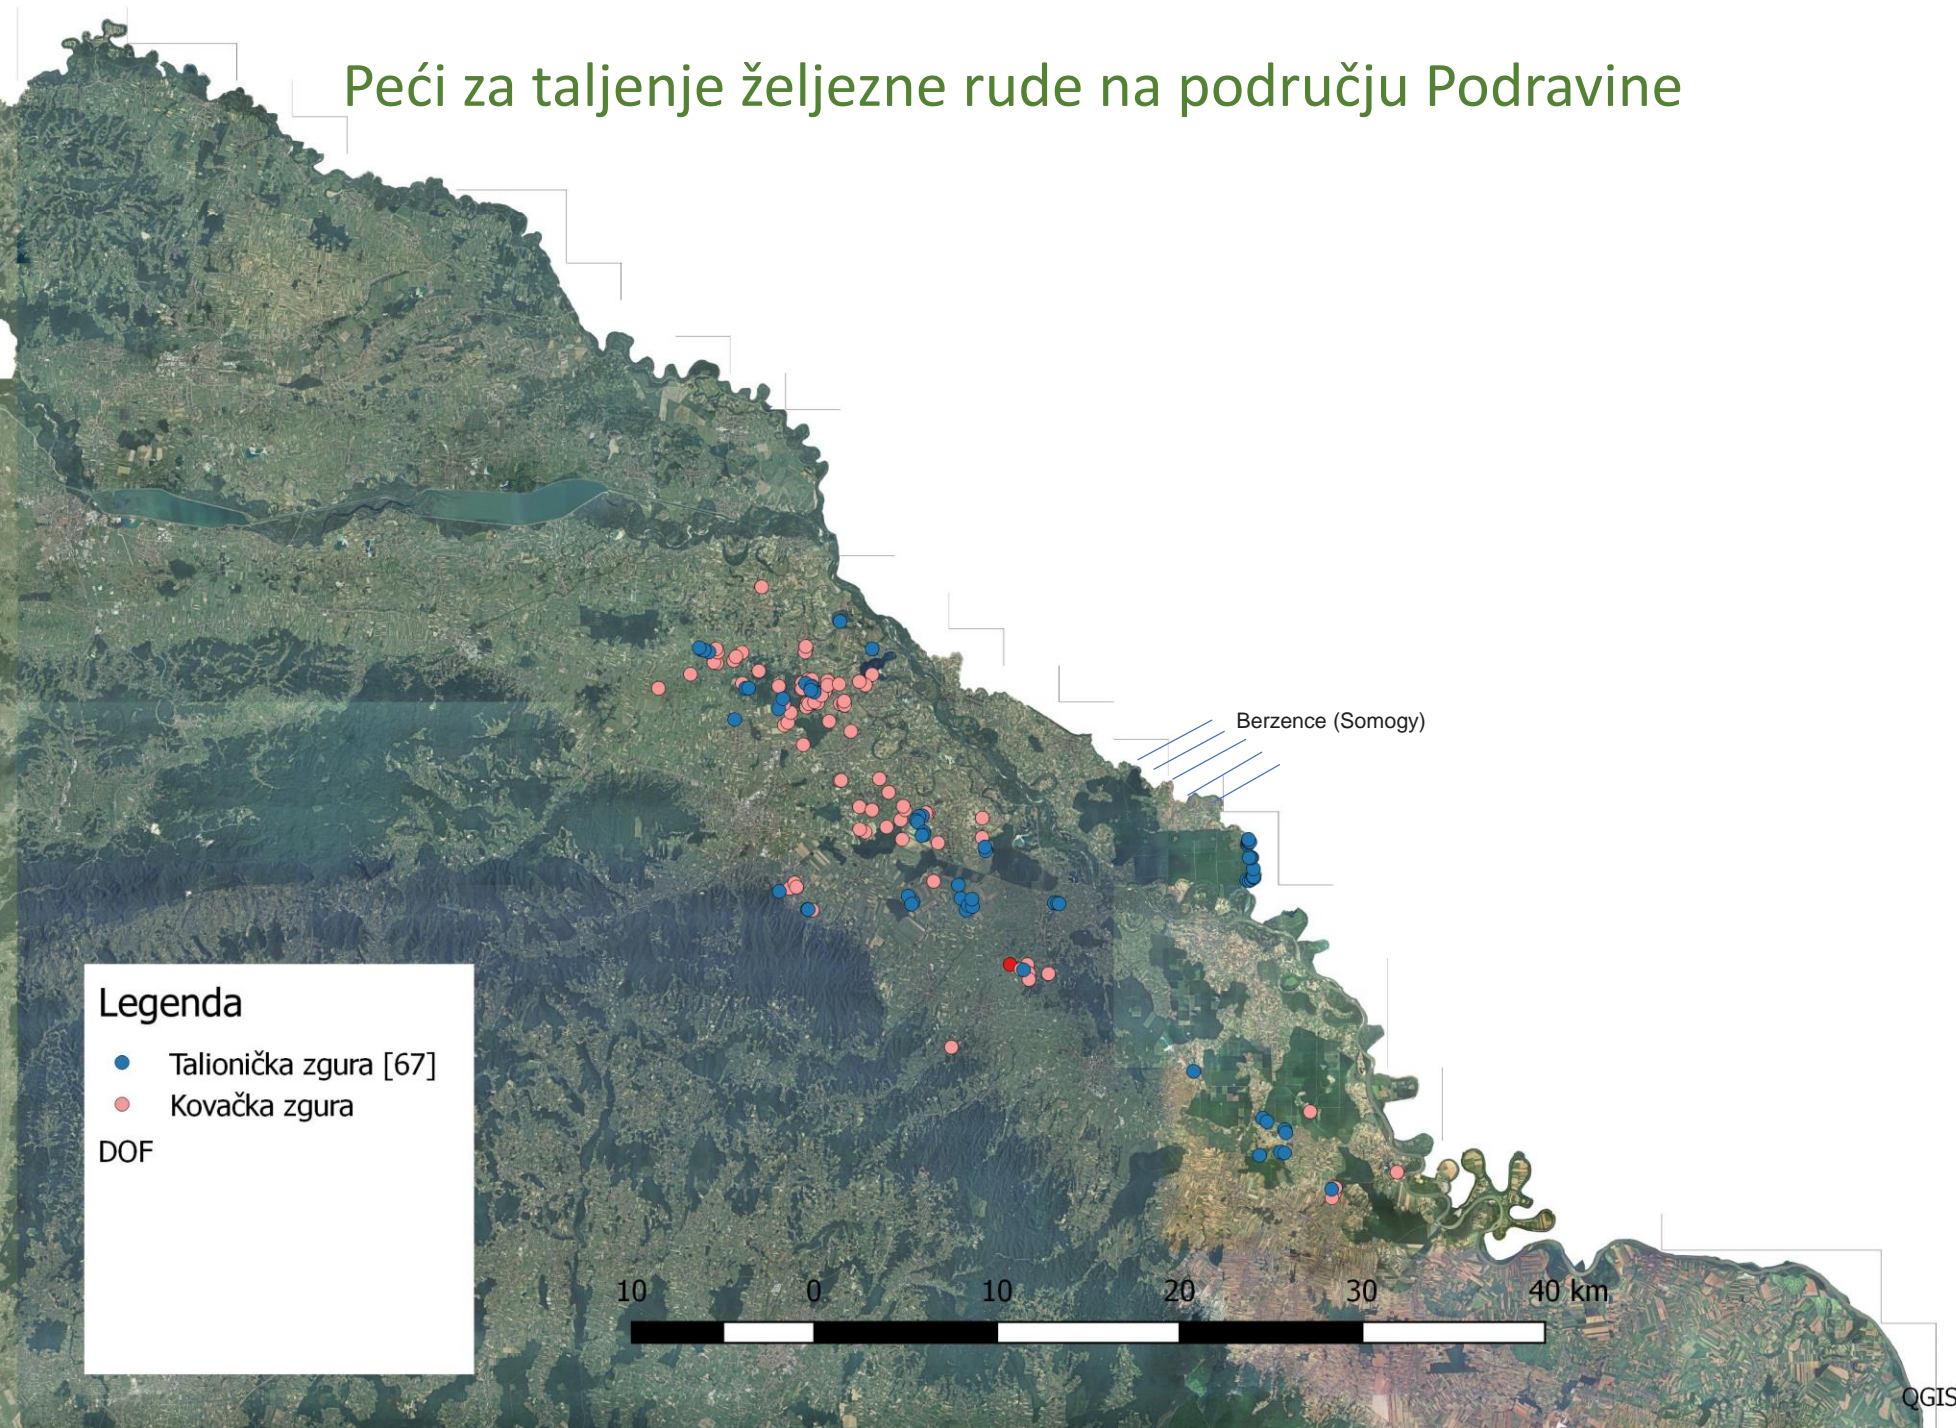 Peći za taljenje željezne rude na području Podravine
Berzence (Somogy)
Legenda
Talionička zgura [67]
Kovačka zgura
DOF
10 0 10 20 30 40 km
QGIS